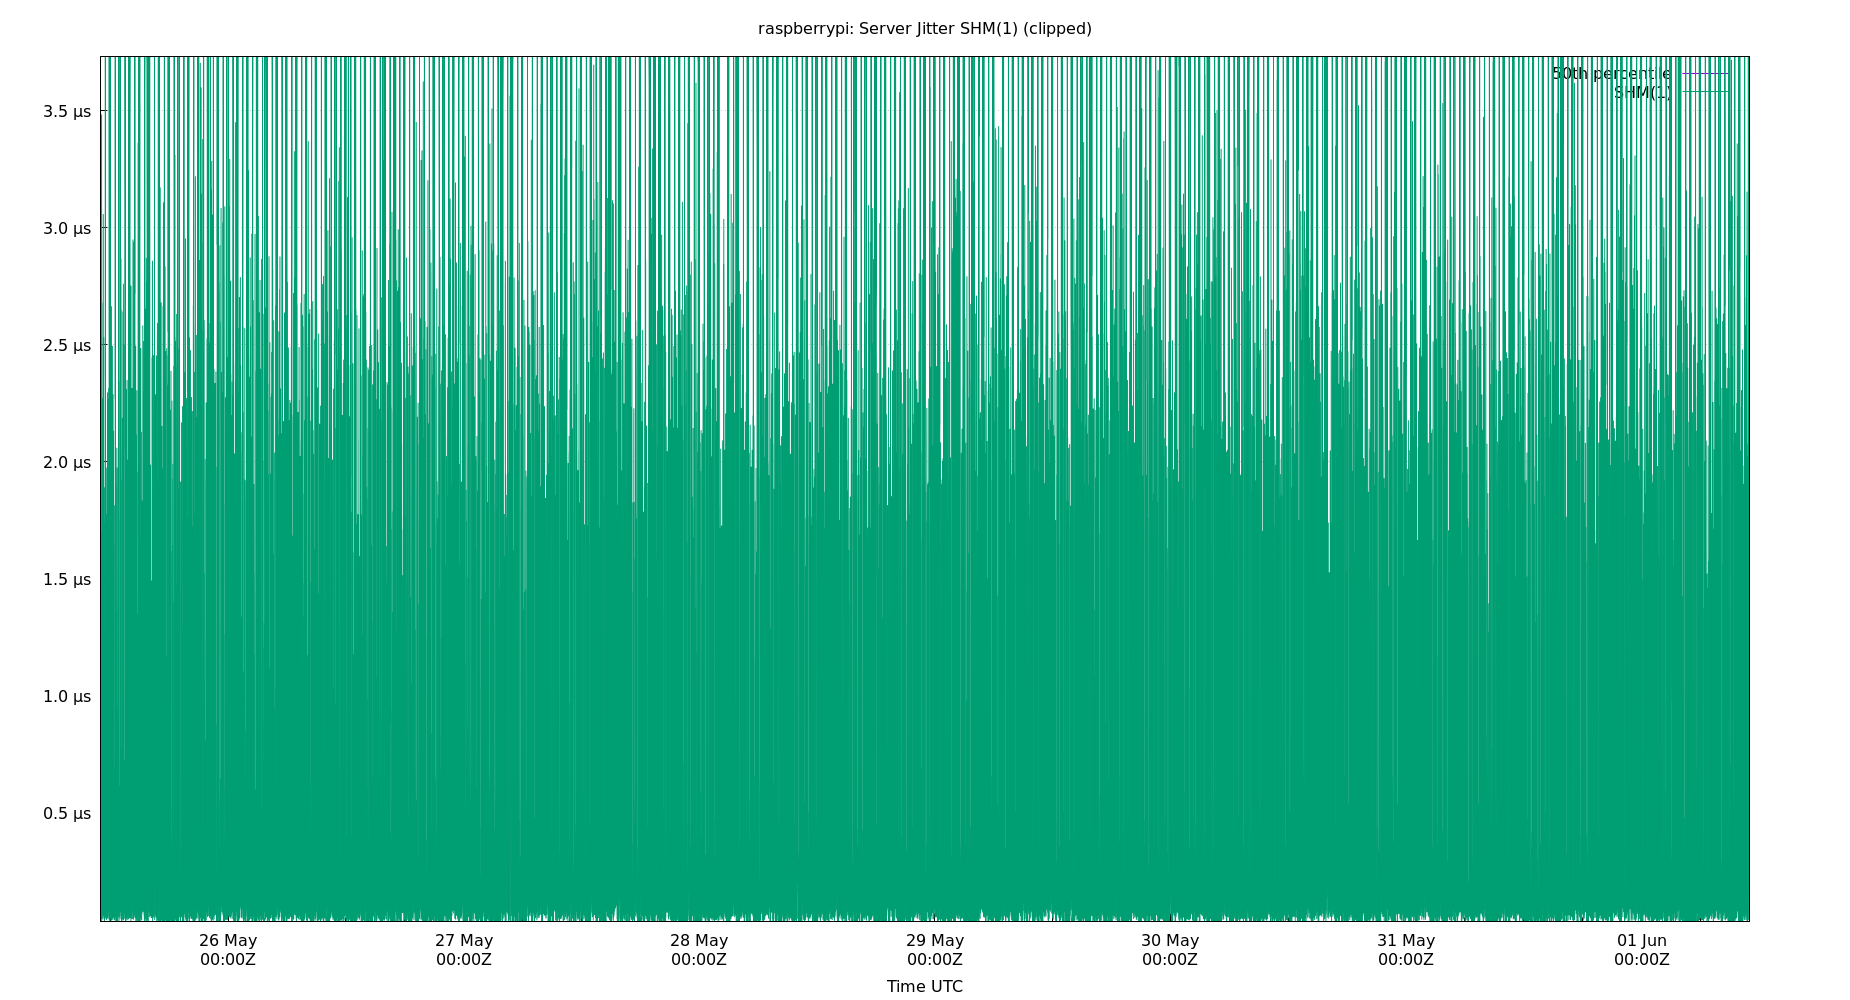 raspberrypi: Server Jitter SHM(1) (clipped)
50th percentile
SHM(1)
3.5 µs
3.0 µs
2.5 µs
2.0 µs
1.5 µs
1.0 µs
0.5 µs
26 May 27 May 28 May 29 May 30 May 31 May 01 Jun
00:00Z 00:00Z 00:00Z 00:00Z 00:00Z 00:00Z 00:00Z
Time UTC